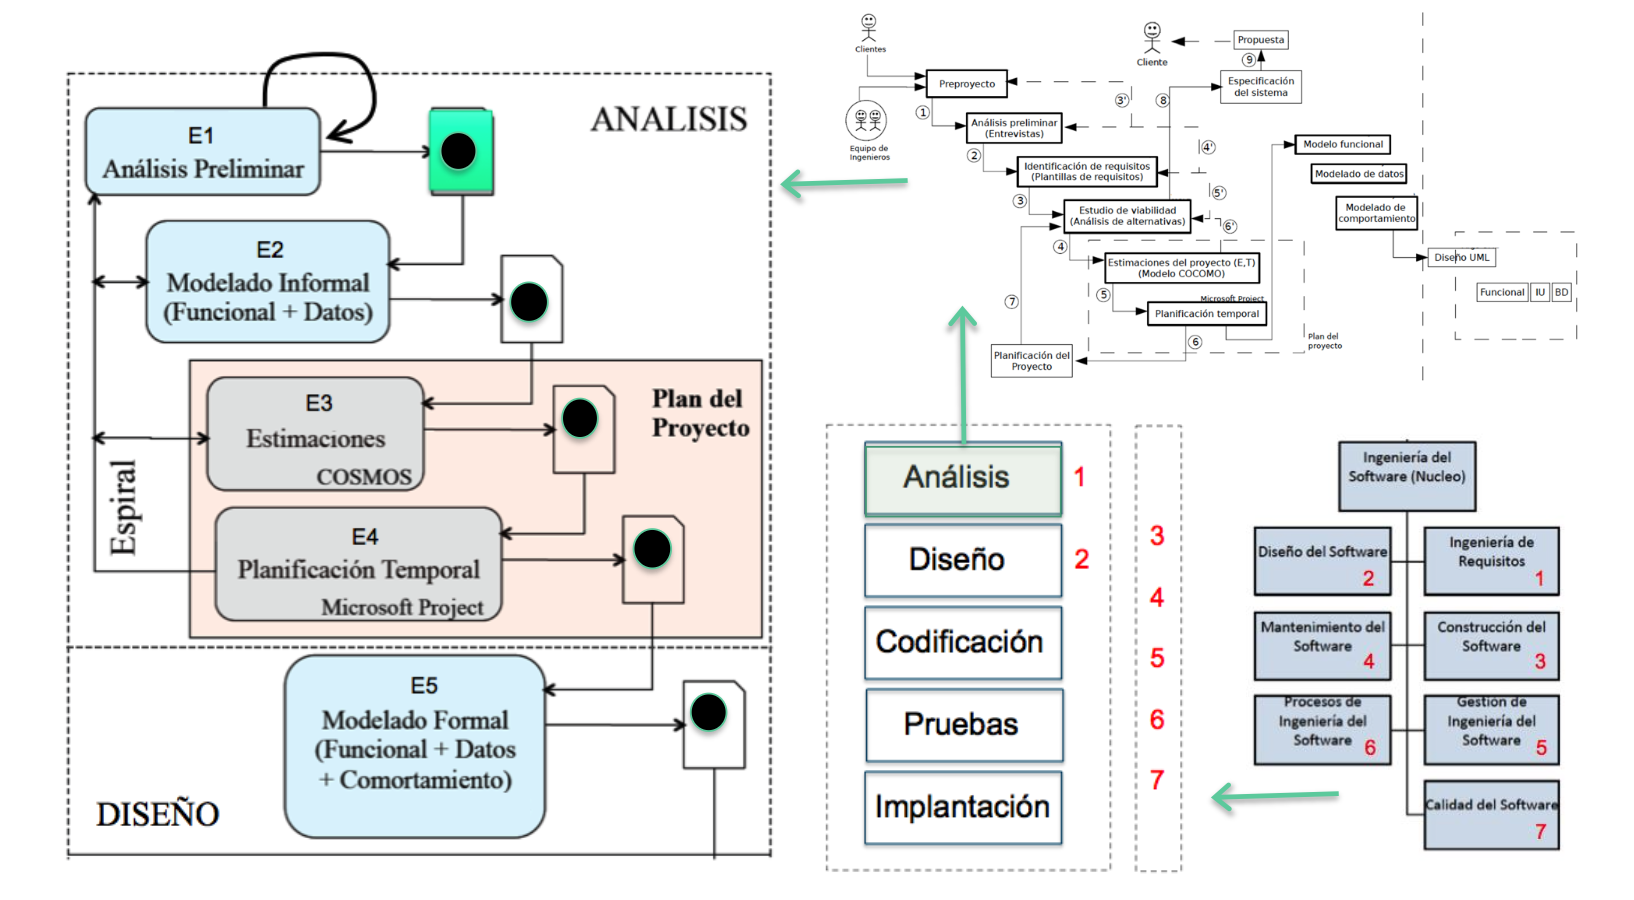 ANALISIS
E1
Análisis Preliminar
E2
Modelado Informal
(Funcional + Datos)
Plan del
Proyecto
E3
Estimaciones
COSMOS
Espiral
E4
Planificación Temporal
Microsoft Project
E5
Modelado Formal
(Funcional + Datos
+ Comortamiento)
DISEÑO
Clientes
Equipo de
Ingenieros
Preproyecto
1
Análisis preliminar
(Entrevistas)
2
Identificación de requisitos
(Plantillas de requisitos)
3
Estudio de viabilidad
(Análisis de alternativas)
4
Estimaciones del proyecto (E,T)
(Modelo COCOMO)
5
Microsoft Project
Planificación temporal
6
Plan del
proyecto
7
Planificación del
Proyecto
3'
4'
5'
6'
8
Cliente
Propuesta
9
Especificación
del sistema
Modelo funcional
Modelado de datos
Modelado de
comportamiento
Diseño UML
Funcional
IU
BD
Análisis
1
Diseño
2
Codificación
Pruebas
Implantación
3
4
5
6
7
Ingeniería del
Software (Nucleo)
Diseño del Software
2
Ingeniería de
Requisitos
1
Mantenimiento del
Software
4
Construcción del
Software
3
Procesos de
Ingeniería del
Software
6
Gestión de
Ingeniería del
Software
5
Calidad del Software
7